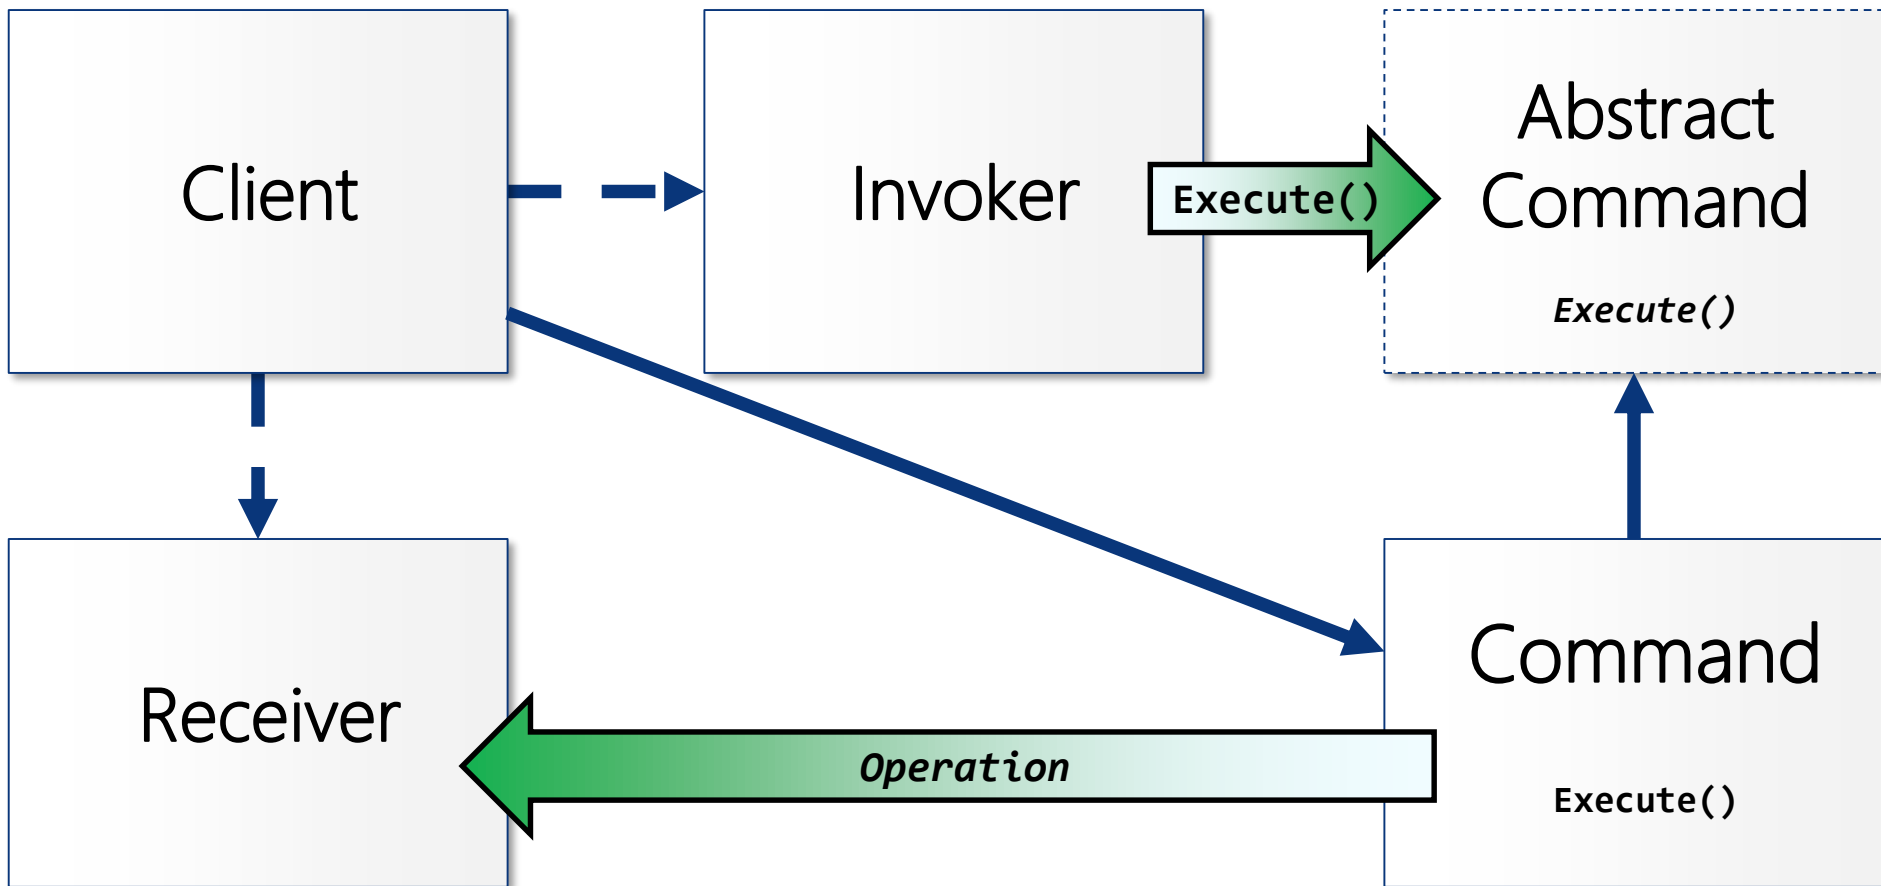 Client
Invoker
Execute()
Abstract
Command
Execute()
Receiver
Operation
Command
Execute()